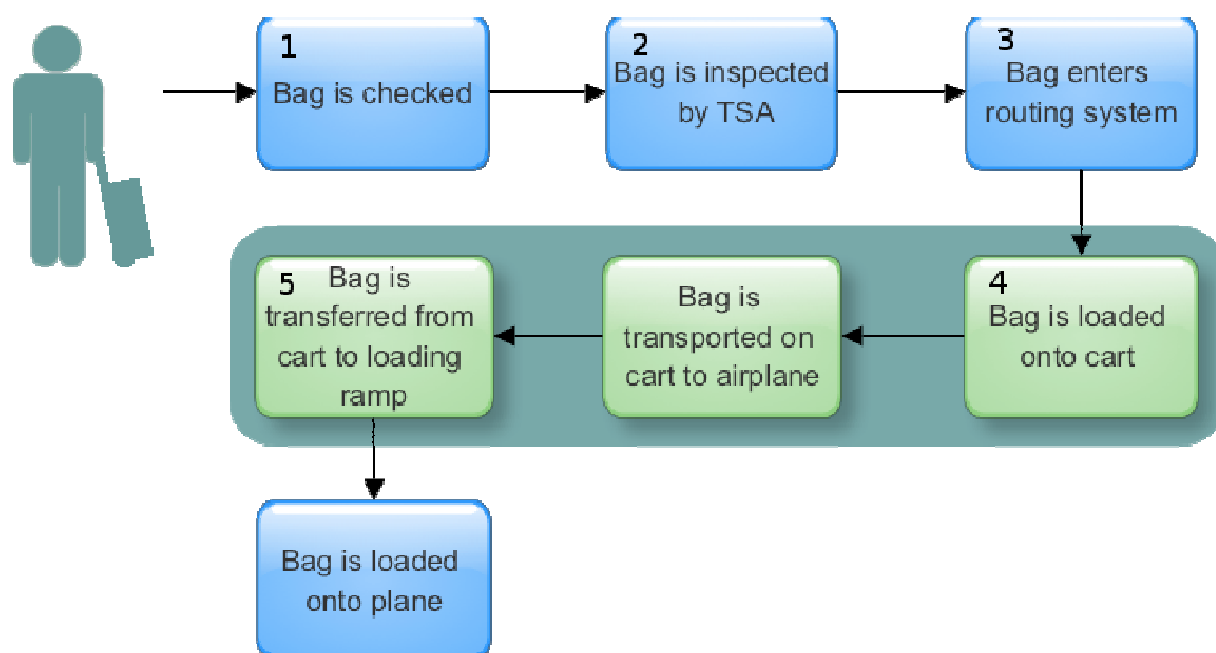 1
Bag is checked
2
Bag is inspected
by TSA
3
Bag enters
routing system
4
Bag is loaded
onto cart
Bag is
transported on
cart to airplane
5 Bag is
transferred from
cart to loading
ramp
Bag is loaded
onto plane